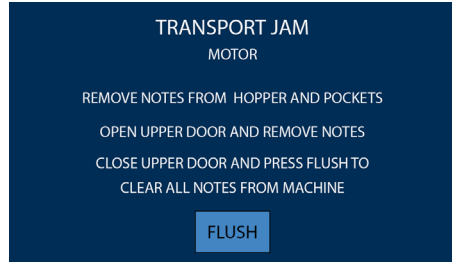 TRANSPORT JAM
MOTOR
REMOVE NOTES FROM HOPPER AND POCKETS
OPEN UPPER DOOR AND REMOVE NOTES
CLOSE UPPER DOOR AND PRESS FLUSH TO
CLEAR ALL NOTES FROM MACHINE
FLUSH